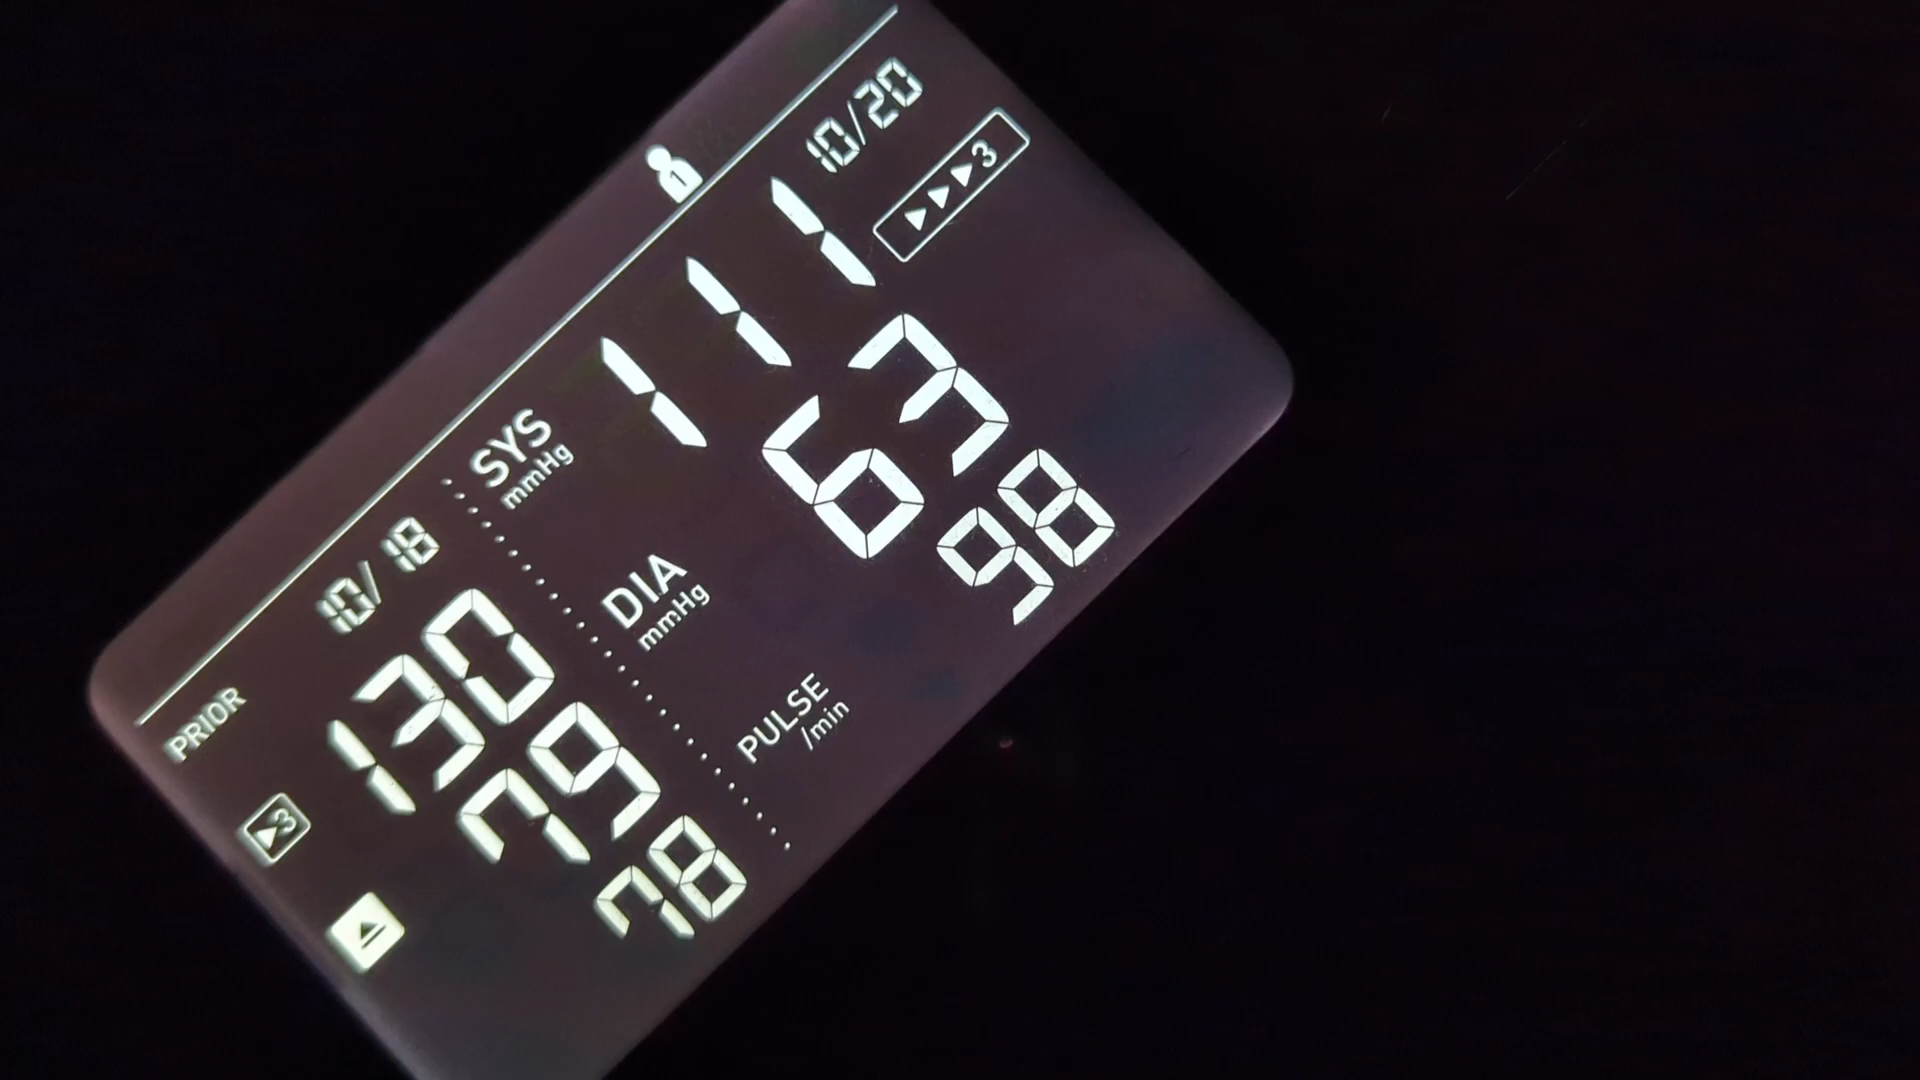 1
PRIOR 10/18 10/20
3 130 SYS mmHg 111 ▶▶▶3
79 DIA mmHg 63
78 PULSE /min 98